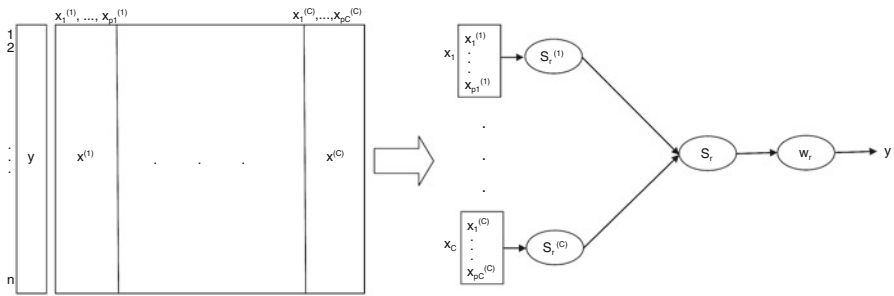 x₁⁽¹⁾, ..., xₚ₁⁽¹⁾
x₁⁽ᶜ⁾,...,xₚC⁽ᶜ⁾
1
2
.
.
.
n
y
x⁽¹⁾
. . .
x⁽ᶜ⁾
x₁
x₁⁽¹⁾
.
.
.
xₚ₁⁽¹⁾
Sᵣ⁽¹⁾
.
.
.
xC
x₁⁽ᶜ⁾
.
.
.
xₚC⁽ᶜ⁾
Sᵣ⁽ᶜ⁾
Sᵣ
wᵣ
y